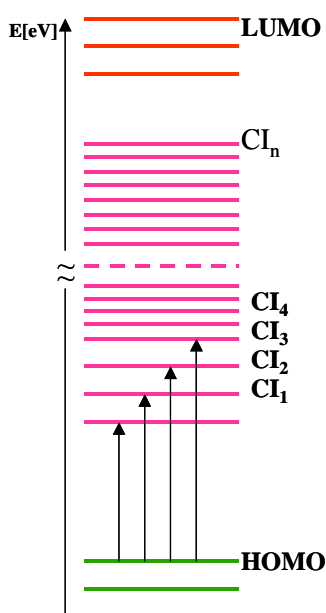 LUMO
E[eV]
CIn
≈
CI4
CI3
CI2
CI1
HOMO